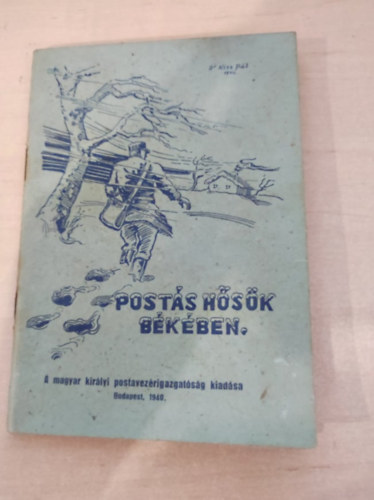 POSTÁS HŐSÖK
BÉKÉBEN.
A magyar királyi postavezérigazgatóság kiadása
Budapest, 1940.